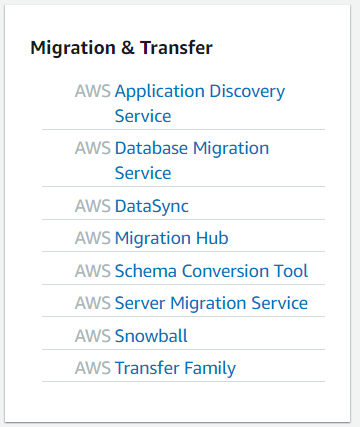 Migration & Transfer
AWS Application Discovery
Service
AWS Database Migration
Service
AWS DataSync
AWS Migration Hub
AWS Schema Conversion Tool
AWS Server Migration Service
AWS Snowball
AWS Transfer Family